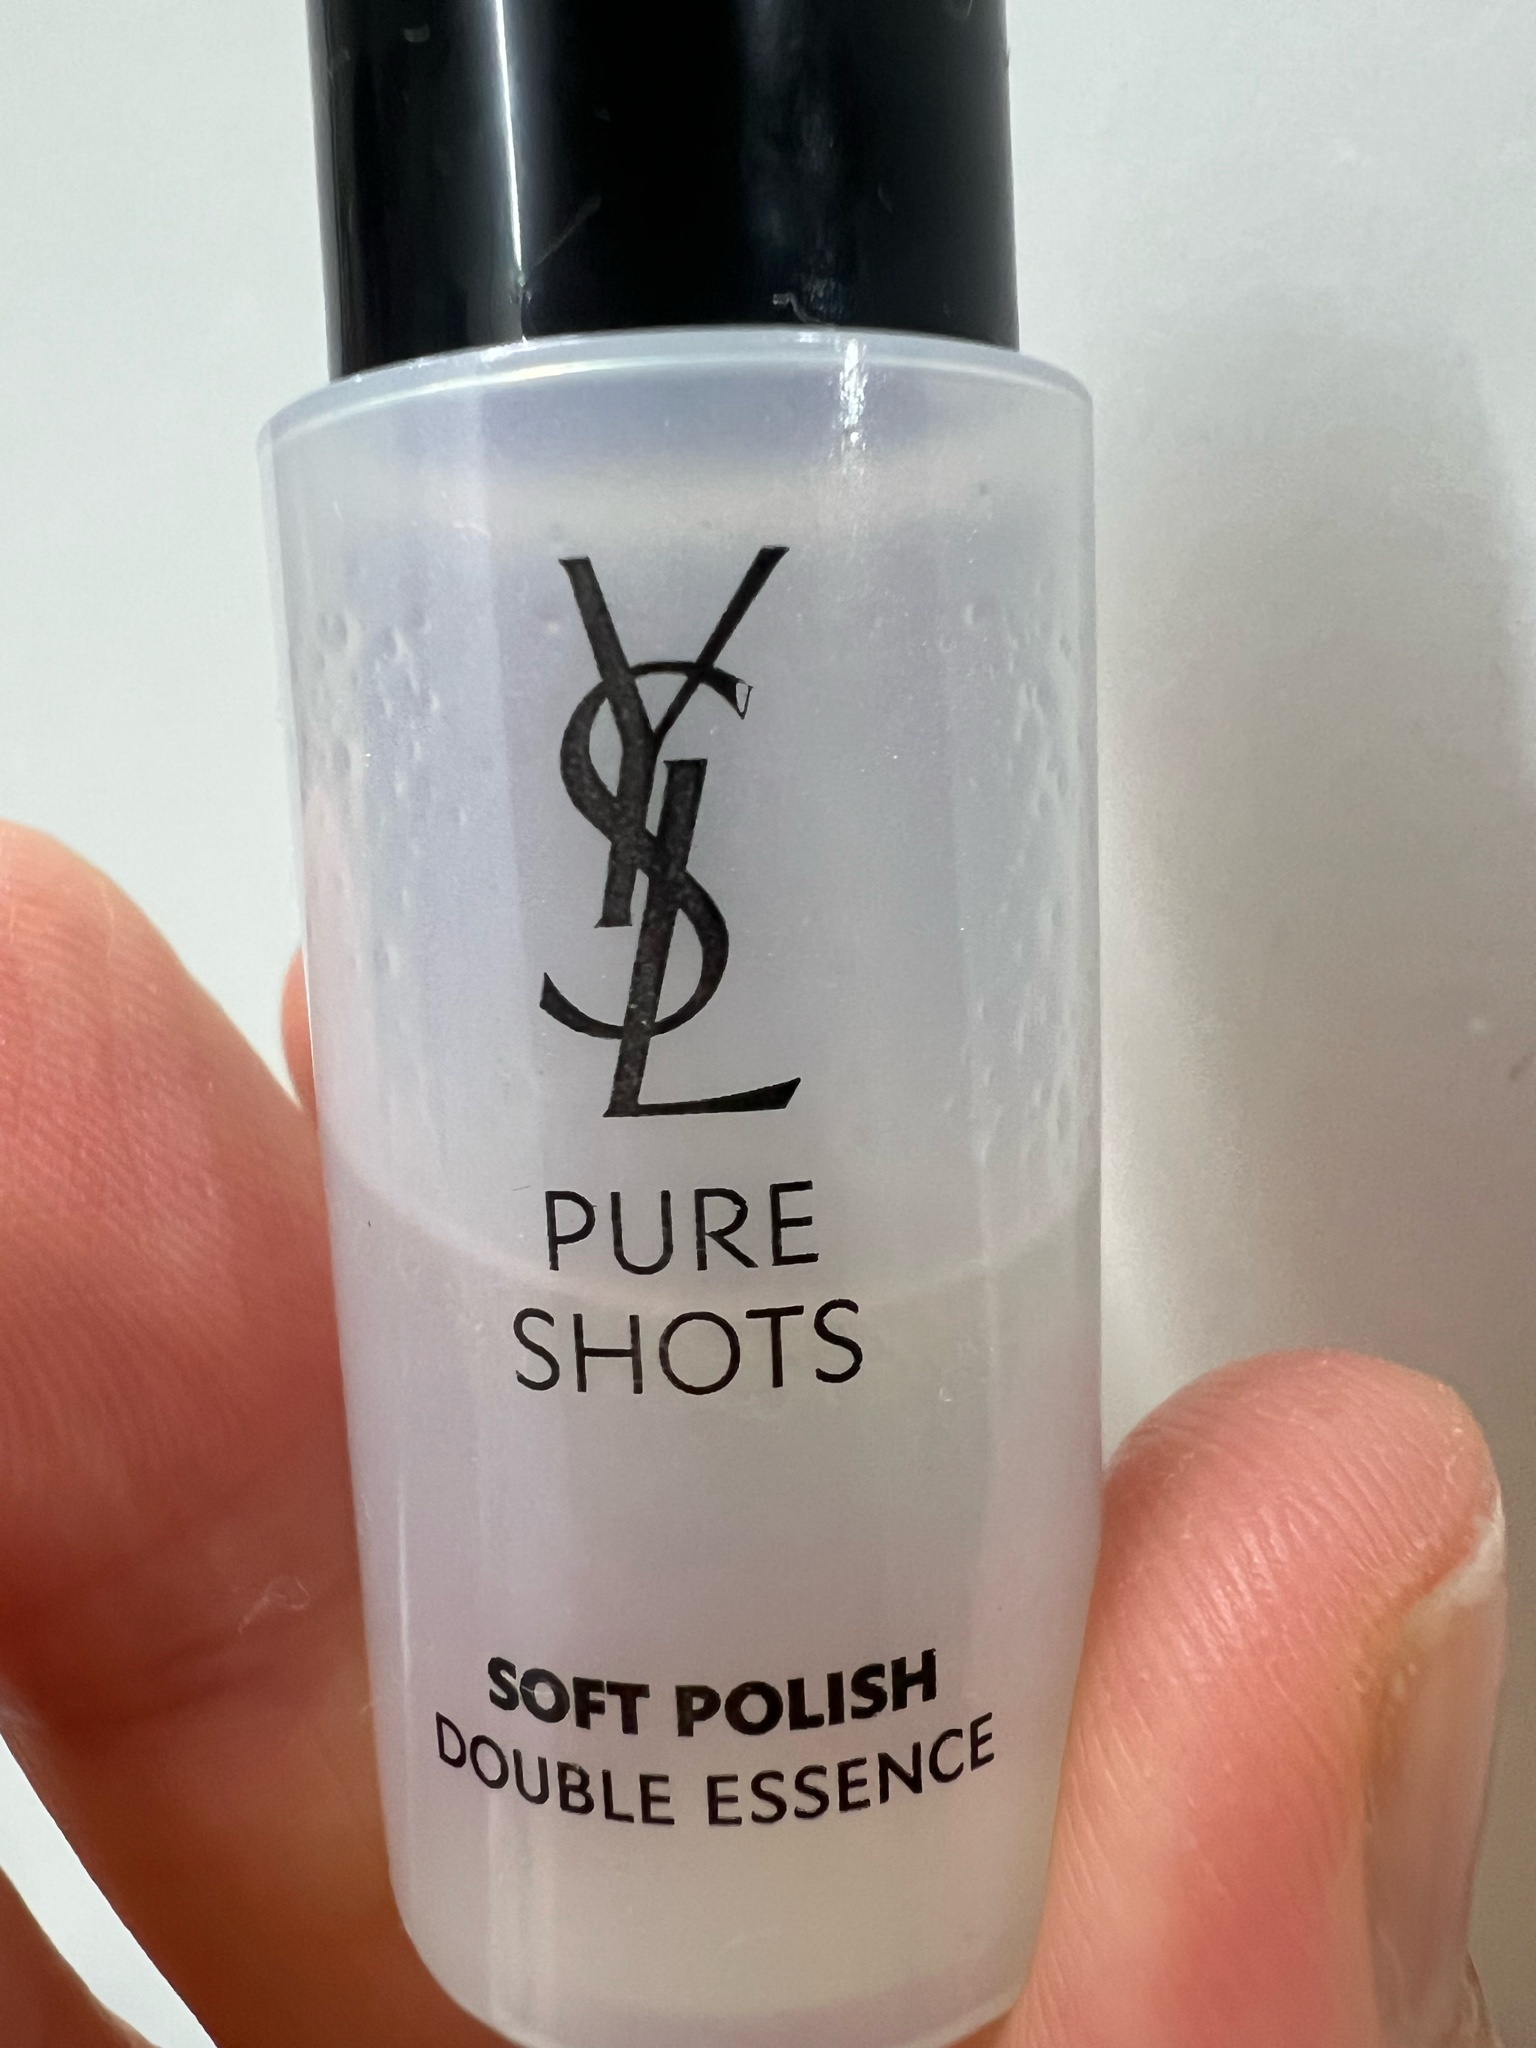 YSL
PURE
SHOTS
SOFT POLISH
DOUBLE ESSENCE